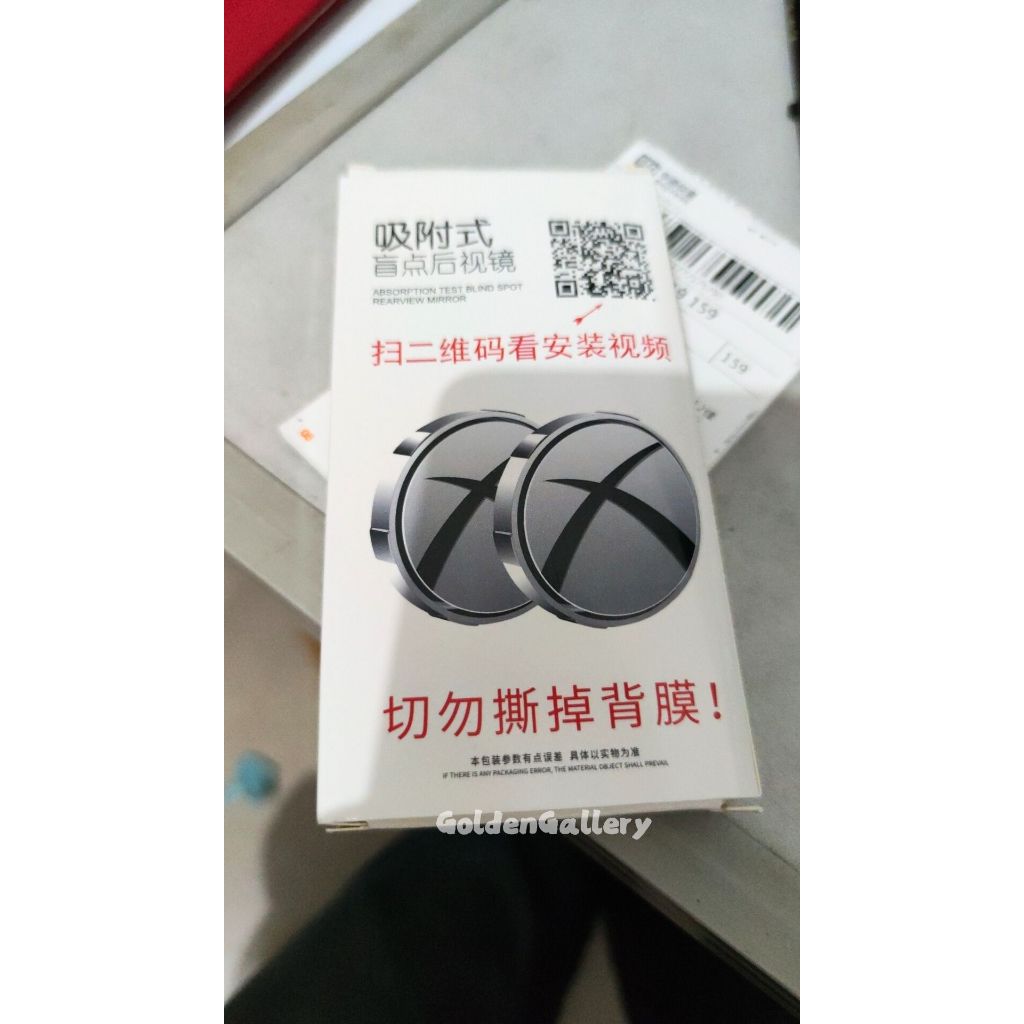 吸附式
盲点后视镜
ABSORPTION TEST BLIND SPOT
REARVIEW MIRROR
扫二维码看安装视频
159
159
切勿撕掉背膜!
本包装参数有点误差 具体以实物为准
IF THERE IS ANY PACKAGING ERROR, THE MATERIAL OBJECT SHALL PREVAIL
GoldenGallery